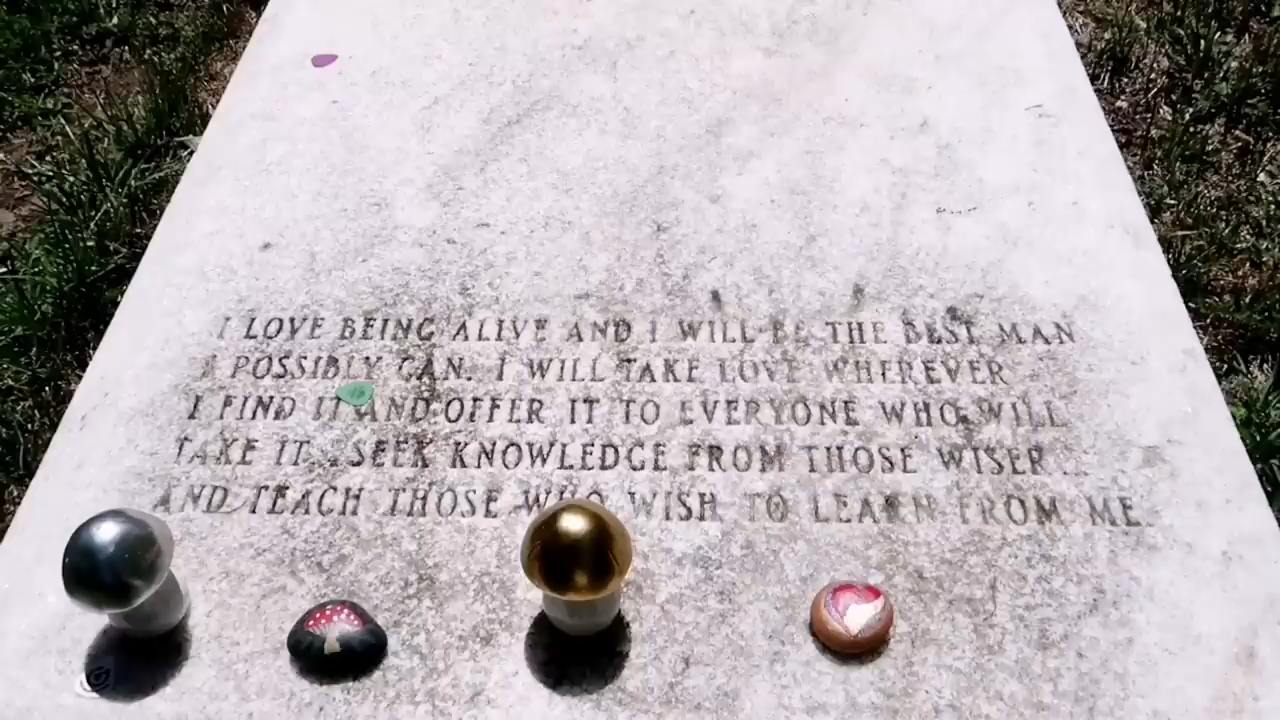 I LOVE BEING ALIVE AND I WILL BE THE BEST MAN
I POSSIBLY CAN. I WILL TAKE LOVE WHEREVER
I FIND IT AND OFFER IT TO EVERYONE WHO WILL
TAKE IT. SEEK KNOWLEDGE FROM THOSE WISER...
AND TEACH THOSE WHO WISH TO LEARN FROM ME.